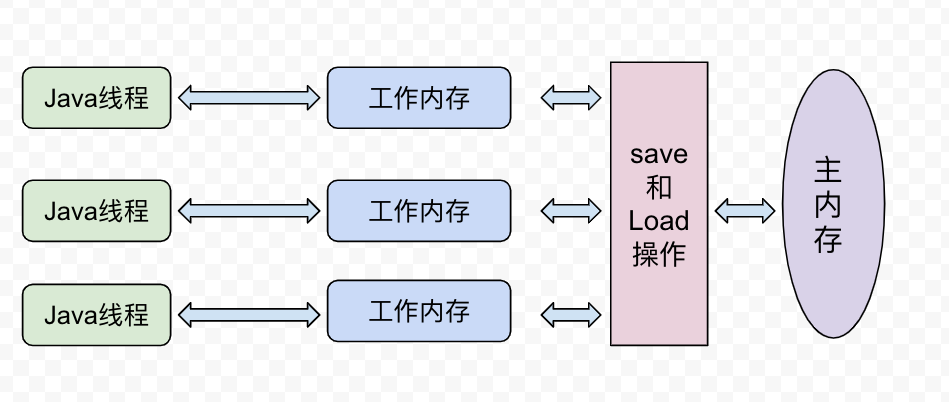 Java线程
工作内存
Java线程
工作内存
Java线程
工作内存
save
和
Load
操作
主
内
存